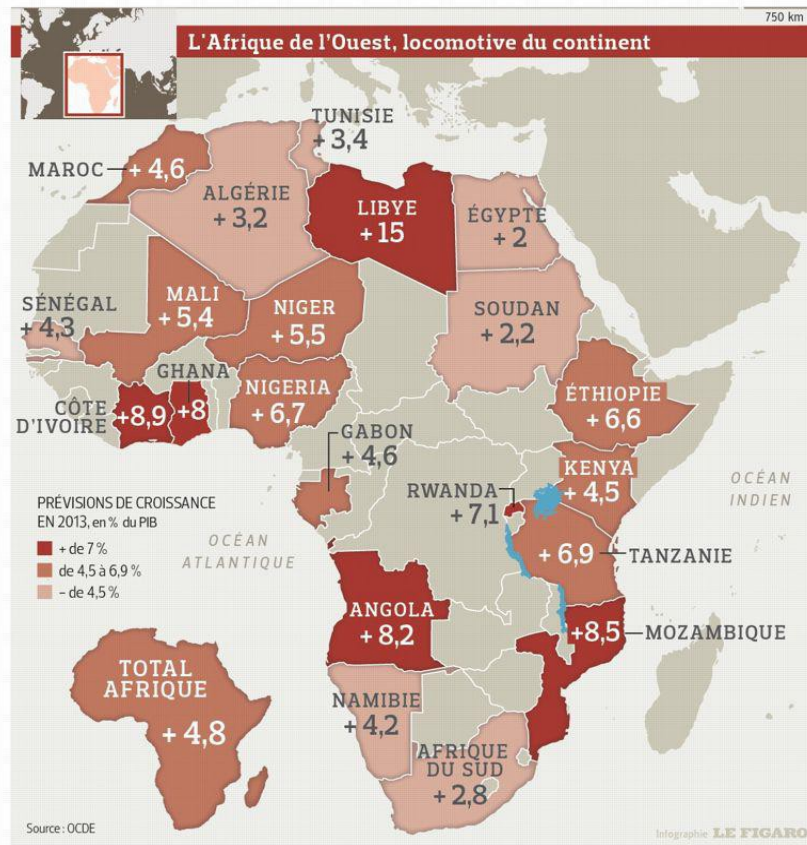 750 km
L'Afrique de l'Ouest, locomotive du continent
TUNISIE
+ 3,4
MAROC
+ 4,6
ALGÉRIE
+ 3,2
LIBYE
+ 15
ÉGYPTE
+ 2
MALI
+ 5,4
NIGER
+ 5,5
SOUDAN
+ 2,2
SÉNÉGAL
+ 4,3
GHANA
+8
CÔTE
D'IVOIRE
+8,9
NIGERIA
+ 6,7
ÉTHIOPIE
+ 6,6
GABON
+ 4,6
KENYA
+ 4,5
RWANDA
+ 7,1
OCÉAN
INDIEN
PRÉVISIONS DE CROISSANCE
EN 2013, en % du PIB
+ de 7 %
de 4,5 à 6,9 %
– de 4,5 %
OCÉAN
ATLANTIQUE
+ 6,9
TANZANIE
ANGOLA
+ 8,2
+8,5
MOZAMBIQUE
TOTAL
AFRIQUE
+ 4,8
NAMIBIE
+ 4,2
AFRIQUE
DU SUD
+ 2,8
Source : OCDE
Infographie LE FIGARO